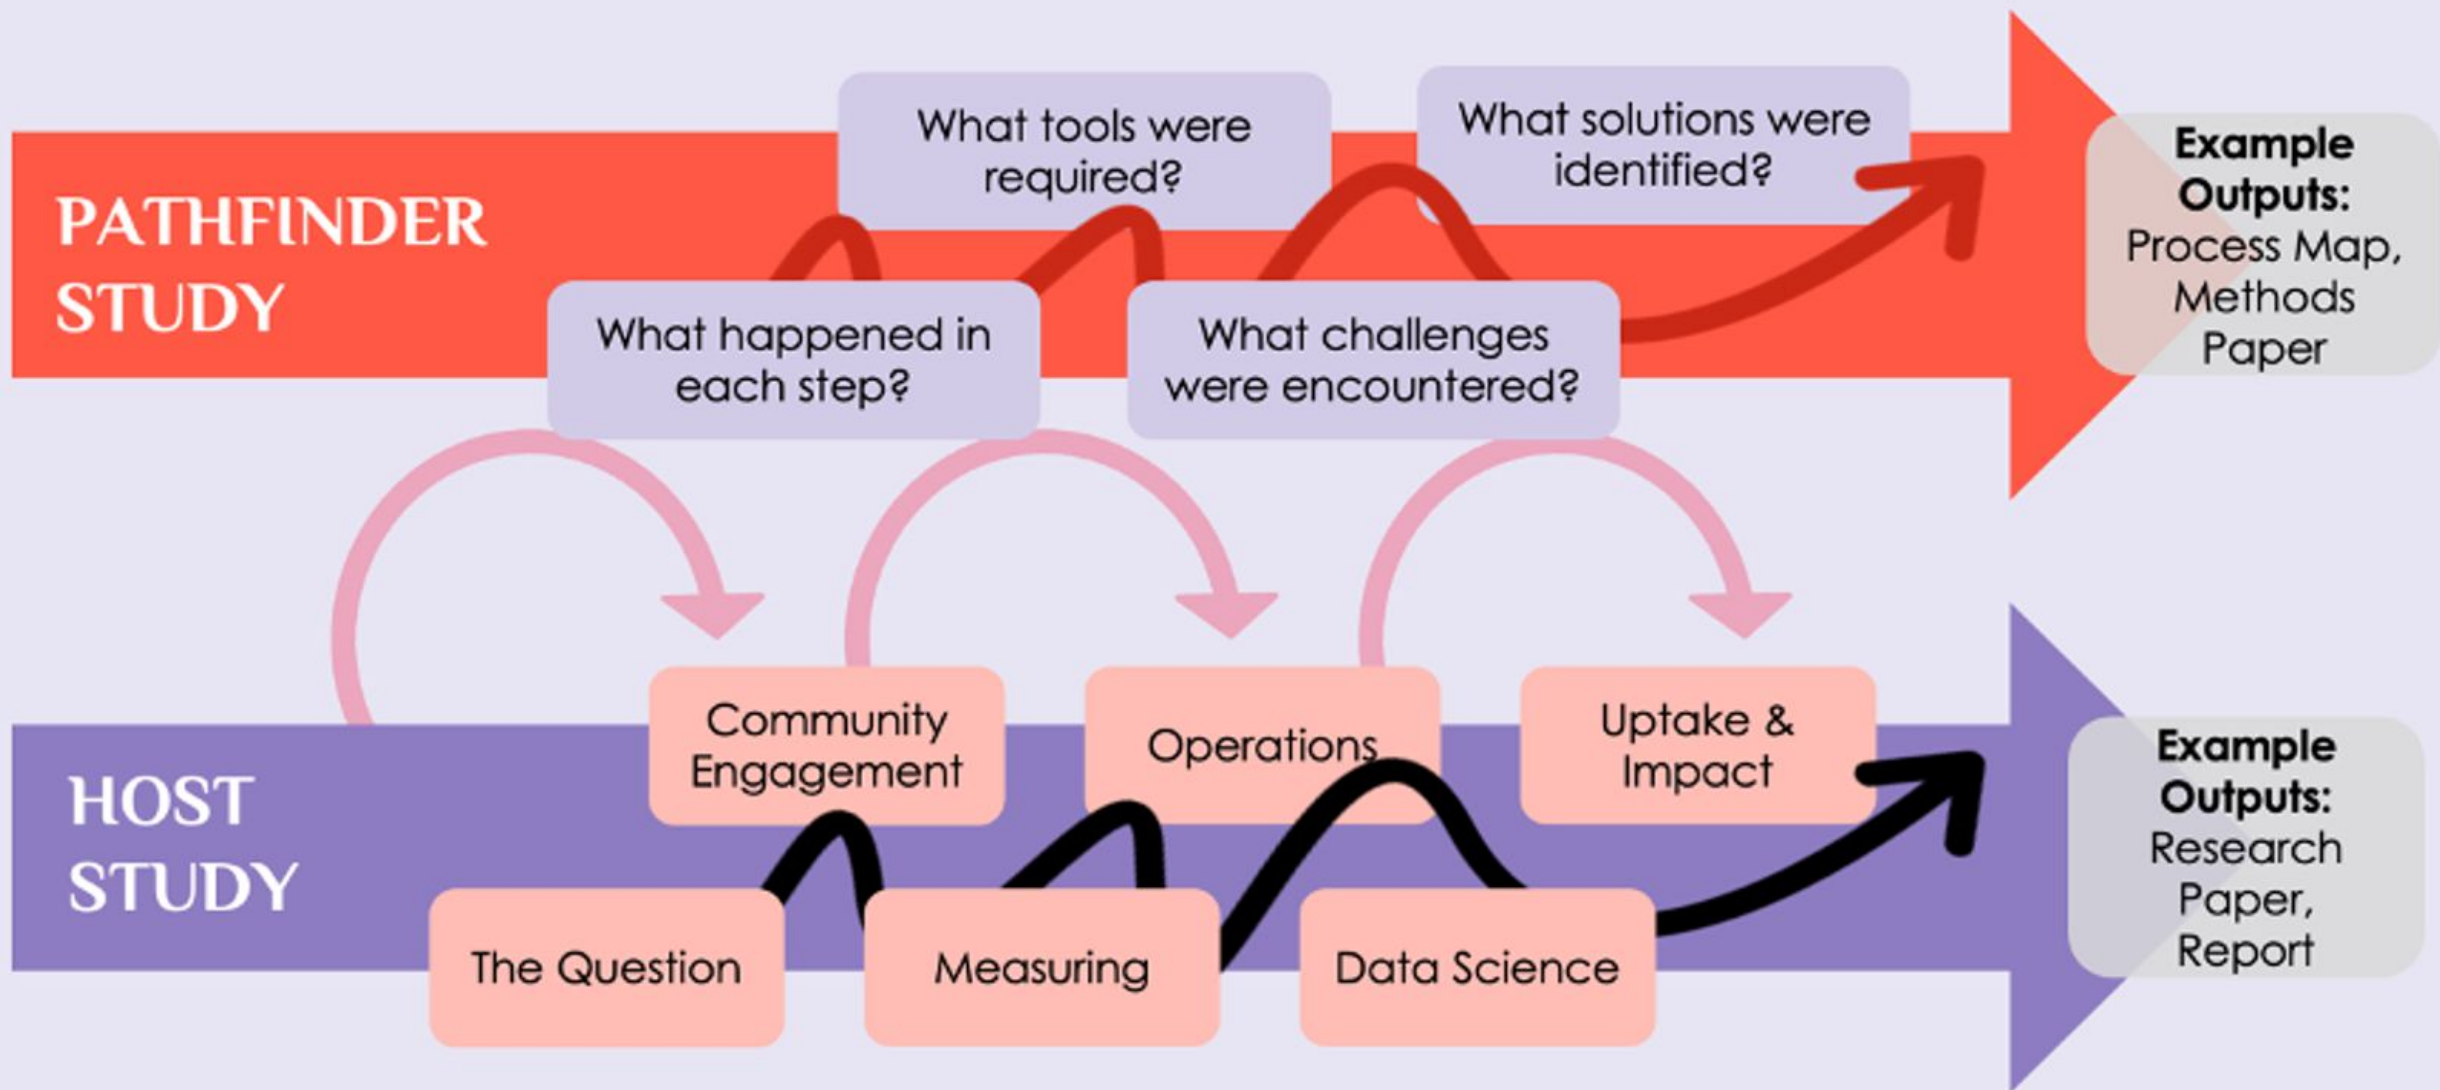 PATHFINDER
STUDY
What happened in
each step?
What tools were
required?
What challenges
were encountered?
What solutions were
identified?
Example
Outputs:
Process Map,
Methods
Paper
HOST
STUDY
The Question
Community
Engagement
Measuring
Operations
Data Science
Uptake &
Impact
Example
Outputs:
Research
Paper,
Report